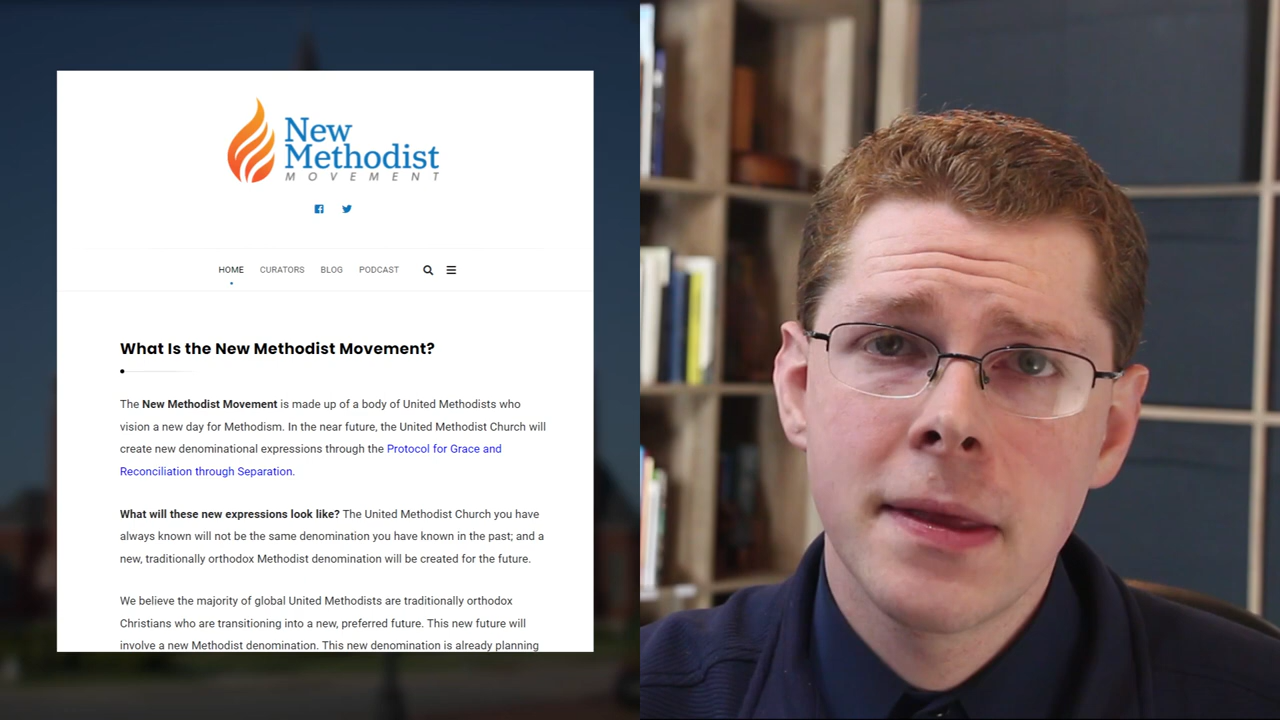 New
Methodist
MOVEMENT
HOME CURATORS BLOG PODCAST
What Is the New Methodist Movement?
The New Methodist Movement is made up of a body of United Methodists who
vision a new day for Methodism. In the near future, the United Methodist Church will
create new denominational expressions through the Protocol for Grace and
Reconciliation through Separation.
What will these new expressions look like? The United Methodist Church you have
always known will not be the same denomination you have known in the past; and a
new, traditionally orthodox Methodist denomination will be created for the future.
We believe the majority of global United Methodists are traditionally orthodox
Christians who are transitioning into a new, preferred future. This new future will
involve a new Methodist denomination. This new denomination is already planning